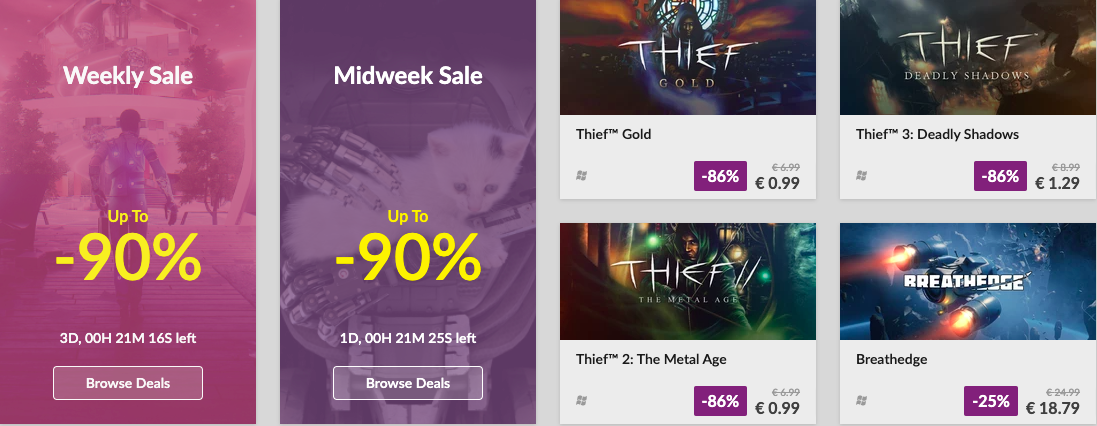 Weekly Sale
Up To
-90%
3D, 00H 21M 16S left
Browse Deals
Midweek Sale
Up To
-90%
1D, 00H 21M 25S left
Browse Deals
THIEF
GOLD
Thief™ Gold
-86%
€ 6.99
€ 0.99
THIEF
DEADLY SHADOWS
Thief™ 3: Deadly Shadows
-86%
€ 8.99
€ 1.29
THIEF II
THE METAL AGE
Thief™ 2: The Metal Age
-86%
€ 6.99
€ 0.99
BREATHEDGE
Breathedge
-25%
€ 24.99
€ 18.79